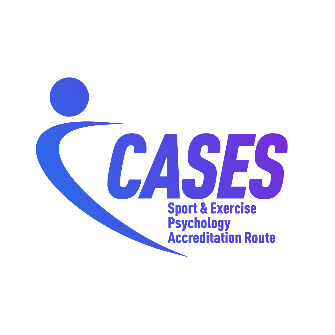 CASES
Sport & Exercise
Psychology
Accreditation Route